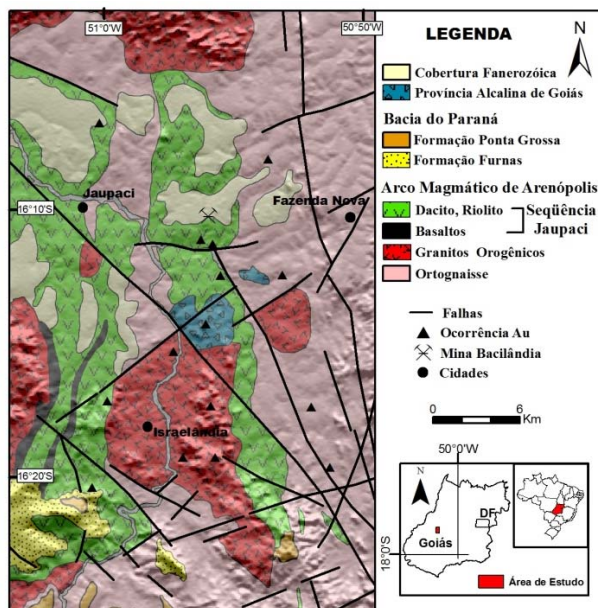 51°0'W
50°50'W
Jaupaci
16°10'S
Fazenda Nova
Israelândia
16°20'S
LEGENDA
N
Cobertura Fanerozóica
Província Alcalina de Goiás
Bacia do Paraná
Formação Ponta Grossa
Formação Furnas
Arco Magmático de Arenópolis
Dacito, Riolito
Basaltos
Seqüência
Jaupaci
Granitos Orogênicos
Ortognaisse
Falhas
Ocorrência Au
Mina Bacilândia
Cidades
0 6
Km
50°0'W
N
DF
Goiás
18°0'S
Área de Estudo